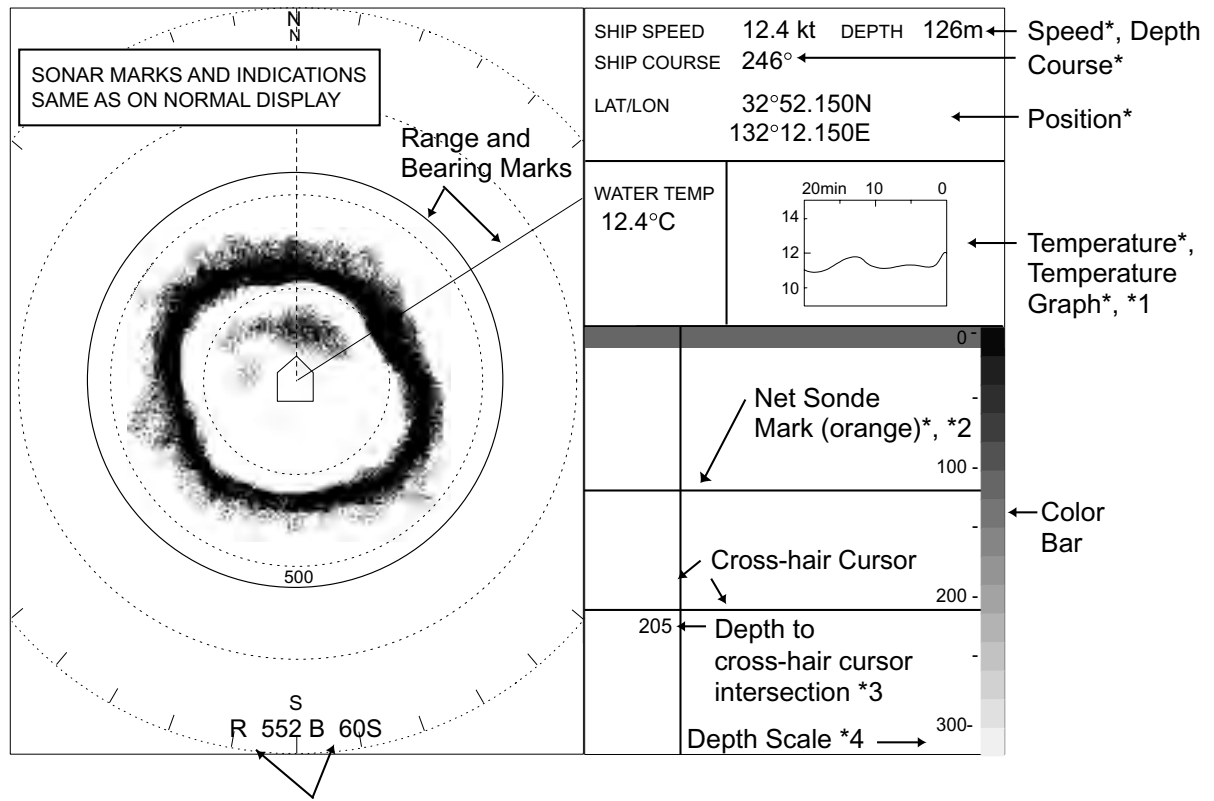 N
N
SONAR MARKS AND INDICATIONS
SAME AS ON NORMAL DISPLAY
Range and
Bearing Marks
500
S
R 552 B 60S
SHIP SPEED 12.4 kt DEPTH 126m
SHIP COURSE 246°
LAT/LON 32°52.150N
132°12.150E
Speed*, Depth
Course*
Position*
WATER TEMP
12.4°C
20min 10 0
14
12
10
Temperature*,
Temperature
Graph*, *1
0
Net Sonde
Mark (orange)*, *2
100
Color
Bar
Cross-hair Cursor
200
205
Depth to
cross-hair cursor
intersection *3
300
Depth Scale *4